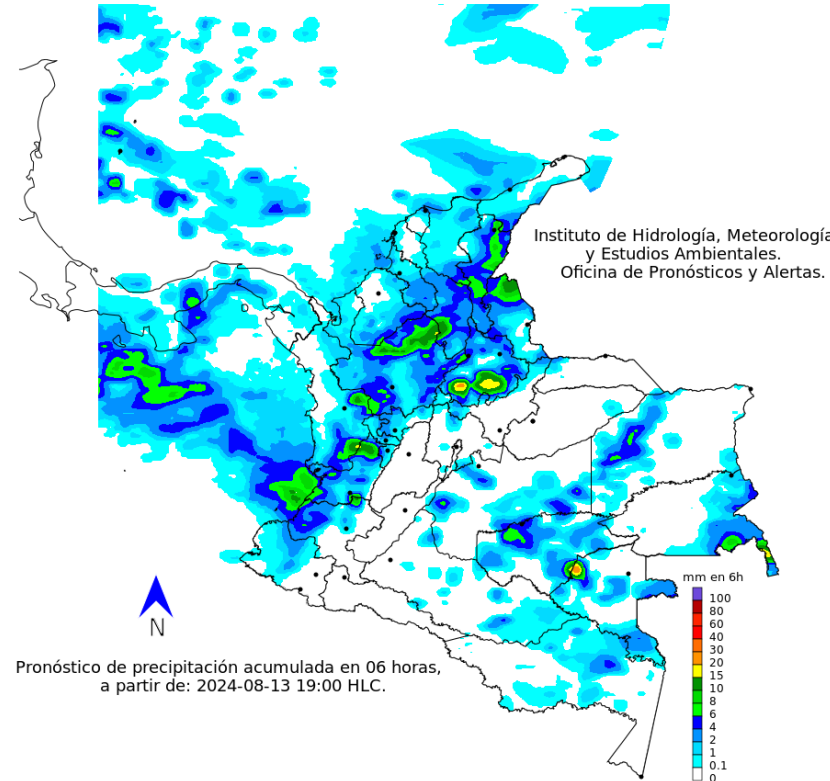 Instituto de Hidrología, Meteorología
y Estudios Ambientales.
Oficina de Pronósticos y Alertas.
N
Pronóstico de precipitación acumulada en 06 horas,
a partir de: 2024-08-13 19:00 HLC.
mm en 6h
100
80
60
40
30
20
15
10
8
6
4
2
1
0.1
0